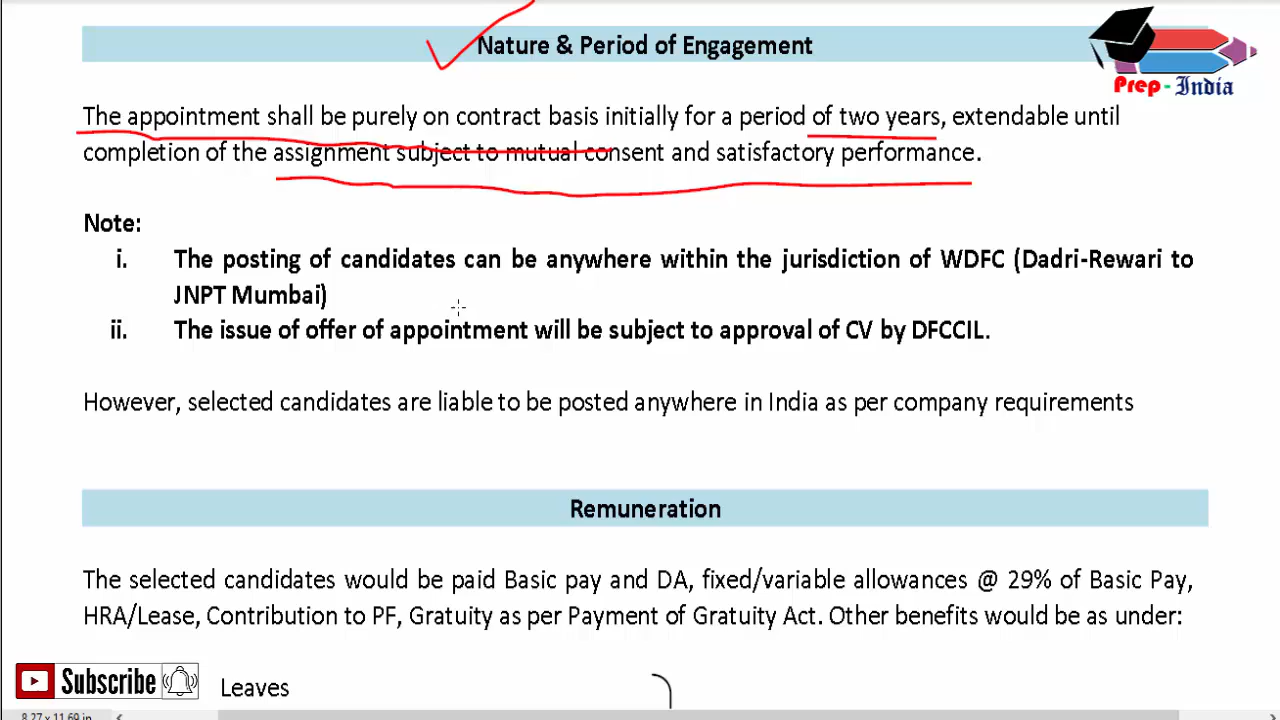 Nature & Period of Engagement
Prep-India
The appointment shall be purely on contract basis initially for a period of two years, extendable until
completion of the assignment subject to mutual consent and satisfactory performance.
Note:
i. The posting of candidates can be anywhere within the jurisdiction of WDFC (Dadri-Rewari to
JNPT Mumbai)
ii. The issue of offer of appointment will be subject to approval of CV by DFCCIL.
However, selected candidates are liable to be posted anywhere in India as per company requirements
Remuneration
The selected candidates would be paid Basic pay and DA, fixed/variable allowances @ 29% of Basic Pay,
HRA/Lease, Contribution to PF, Gratuity as per Payment of Gratuity Act. Other benefits would be as under:
Subscribe
Leaves
8.27 x 11.69 in